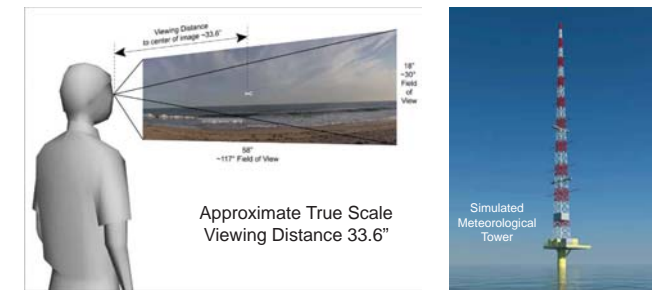 Viewing Distance
to center of image ~33.6"
18"
~30°
Field
of
View
58"
~117° Field of View
Approximate True Scale
Viewing Distance 33.6”
Simulated
Meteorological
Tower